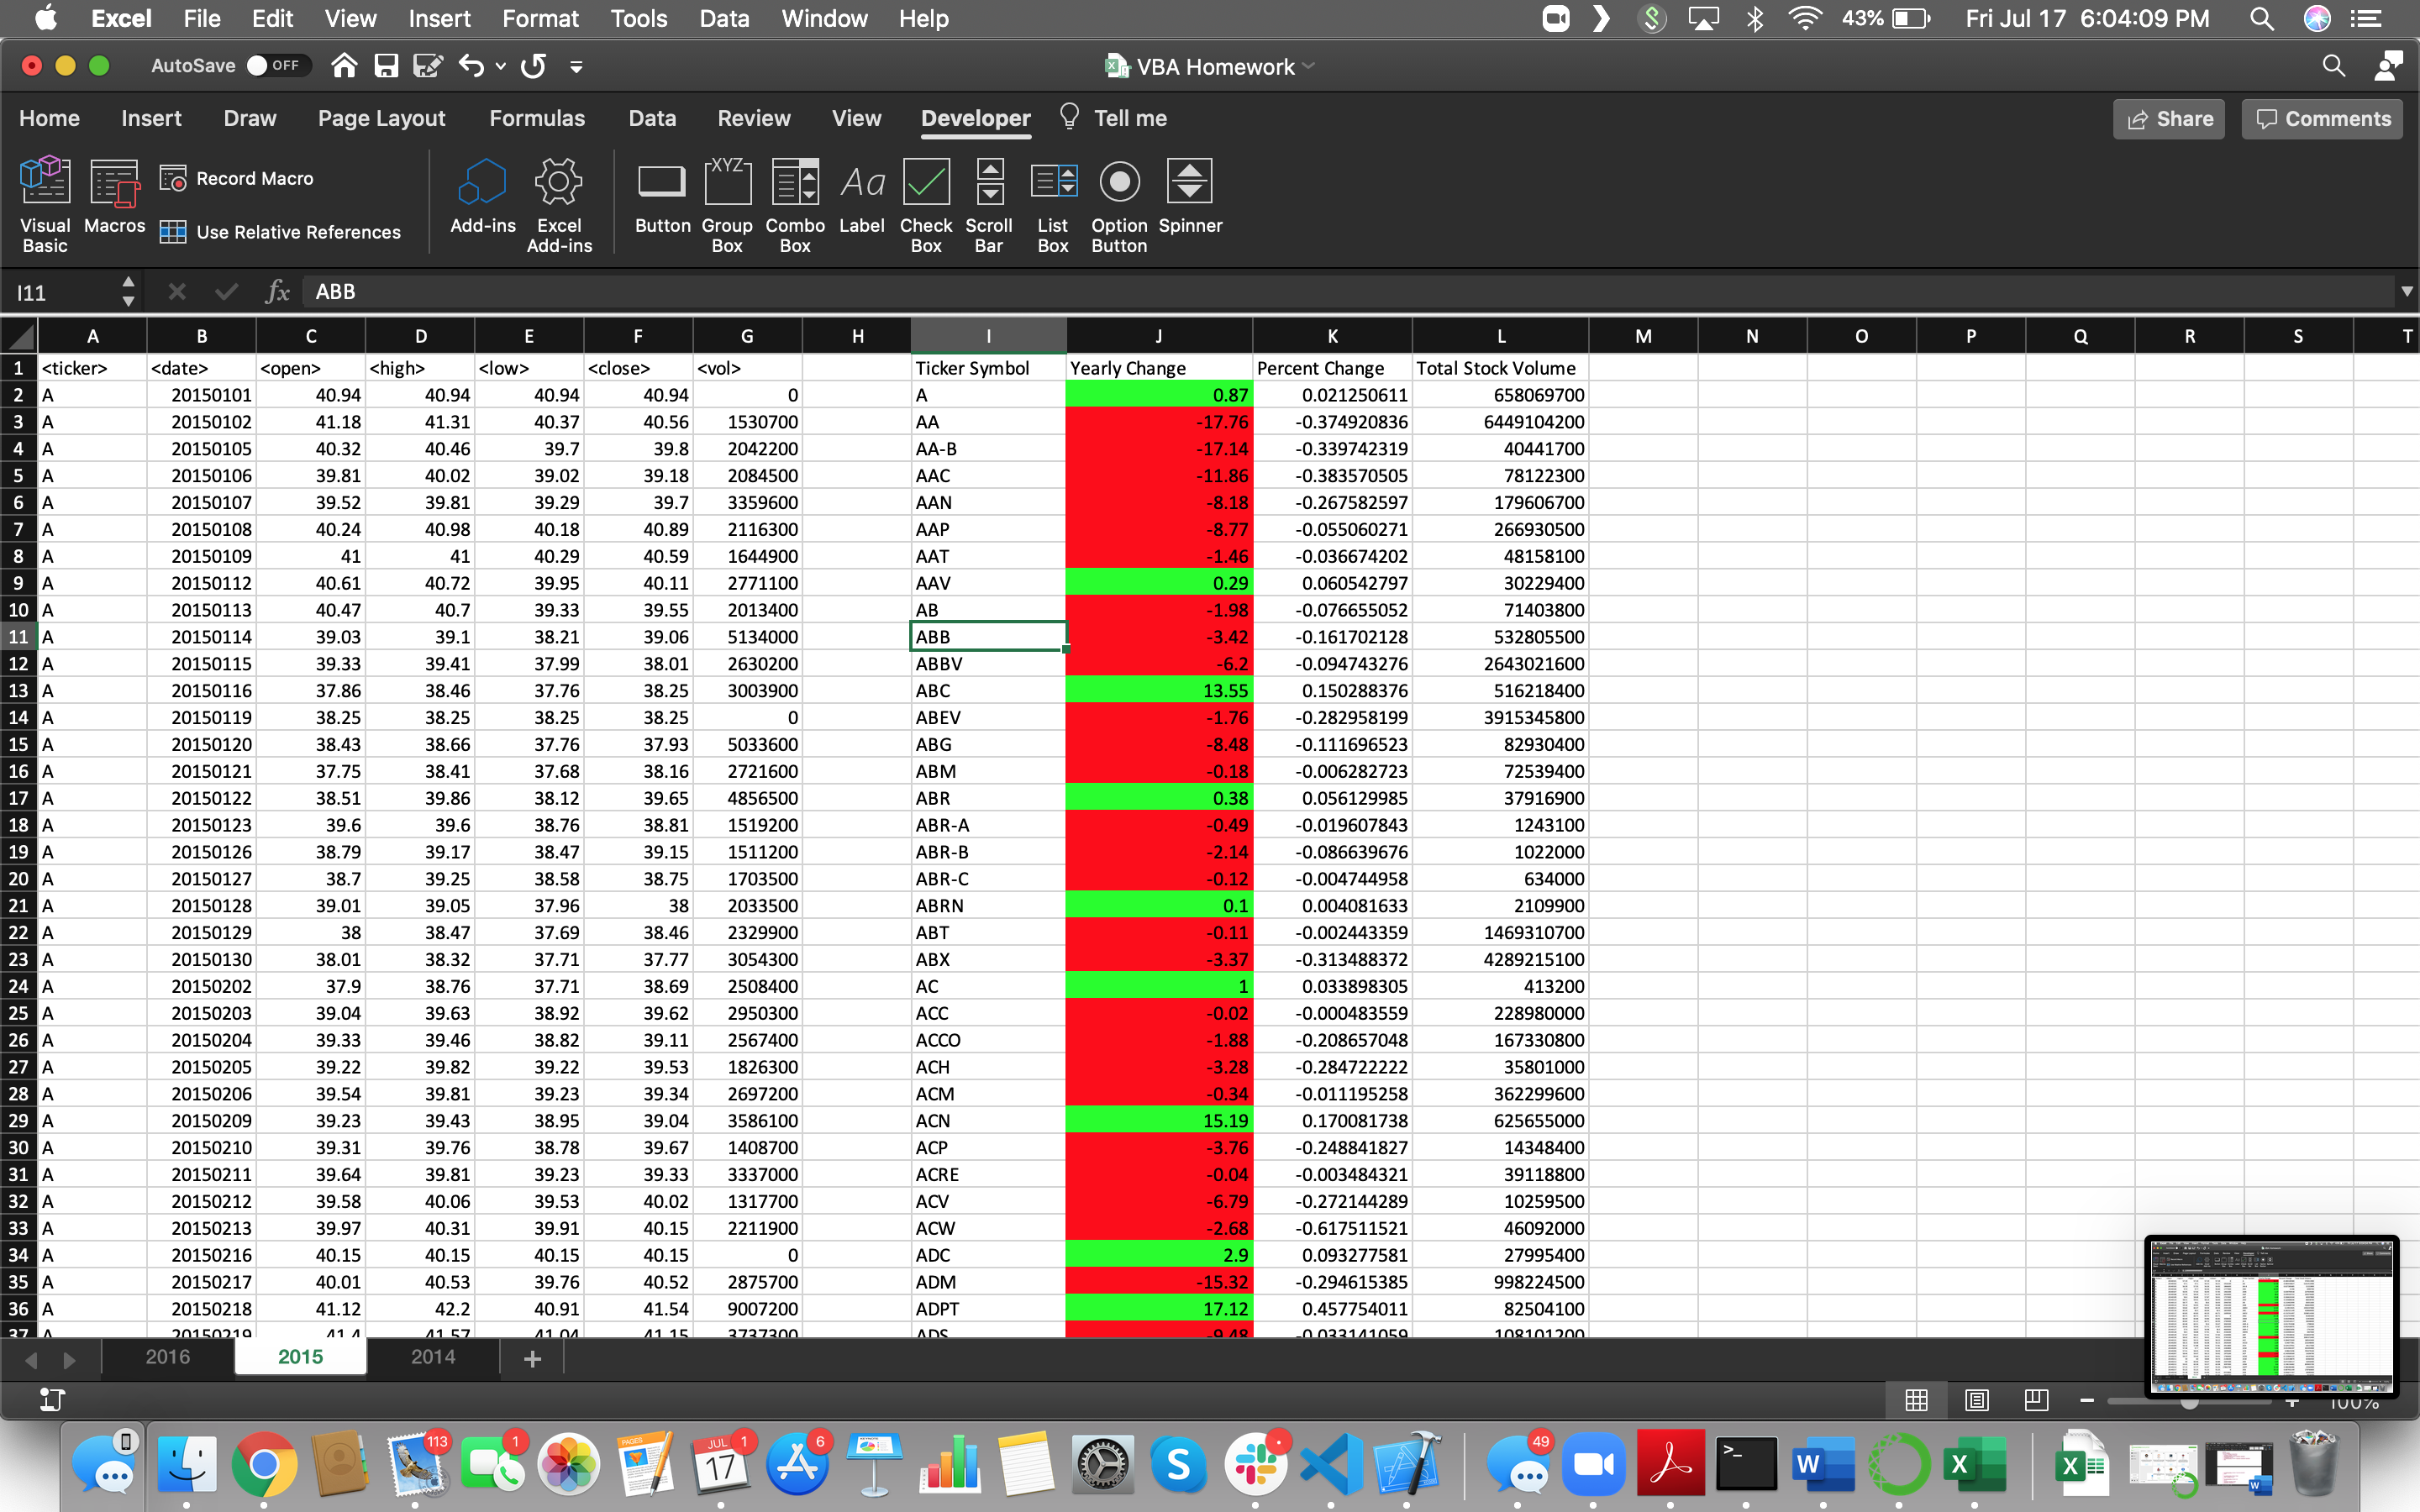 Excel File Edit View Insert Format Tools Data Window Help 43% Fri Jul 17 6:04:09 PM
AutoSave OFF VBA Homework
Home Insert Draw Page Layout Formulas Data Review View Developer Tell me Share Comments
Visual Basic Macros Record Macro Use Relative References Add-ins Excel Add-ins Button Group Box XYZ Combo Box Aa Label Check Box Scroll Bar List Box Option Button Spinner
I11 fx ABB
A B C D E F G H I J K L M N O P Q R S T
1 <ticker> <date> <open> <high> <low> <close> <vol> Ticker Symbol Yearly Change Percent Change Total Stock Volume
2 A 20150101 40.94 40.94 40.94 40.94 0 A 0.87 0.021250611 658069700
3 A 20150102 41.18 41.31 40.37 40.56 1530700 AA -17.76 -0.374920836 6449104200
4 A 20150105 40.32 40.46 39.7 39.8 2042200 AA-B -17.14 -0.339742319 40441700
5 A 20150106 39.81 40.02 39.02 39.18 2084500 AAC -11.86 -0.383570505 78122300
6 A 20150107 39.52 39.81 39.29 39.7 3359600 AAN -8.18 -0.267582597 179606700
7 A 20150108 40.24 40.98 40.18 40.89 2116300 AAP -8.77 -0.055060271 266930500
8 A 20150109 41 41 40.29 40.59 1644900 AAT -1.46 -0.036674202 48158100
9 A 20150112 40.61 40.72 39.95 40.11 2771100 AAV 0.29 0.060542797 30229400
10 A 20150113 40.47 40.7 39.33 39.55 2013400 AB -1.98 -0.076655052 71403800
11 A 20150114 39.03 39.1 38.21 39.06 5134000 ABB -3.42 -0.161702128 532805500
12 A 20150115 39.33 39.41 37.99 38.01 2630200 ABBV -6.2 -0.094743276 2643021600
13 A 20150116 37.86 38.46 37.76 38.25 3003900 ABC 13.55 0.150288376 516218400
14 A 20150119 38.25 38.25 38.25 38.25 0 ABEV -1.76 -0.282958199 3915345800
15 A 20150120 38.43 38.66 37.76 37.93 5033600 ABG -8.48 -0.111696523 82930400
16 A 20150121 37.75 38.41 37.68 38.16 2721600 ABM -0.18 -0.006282723 72539400
17 A 20150122 38.51 39.86 38.12 39.65 4856500 ABR 0.38 0.056129985 37916900
18 A 20150123 39.6 39.6 38.76 38.81 1519200 ABR-A -0.49 -0.019607843 1243100
19 A 20150126 38.79 39.17 38.47 39.15 1511200 ABR-B -2.14 -0.086639676 1022000
20 A 20150127 38.7 39.25 38.58 38.75 1703500 ABR-C -0.12 -0.004744958 634000
21 A 20150128 39.01 39.05 37.96 38 2033500 ABRN 0.1 0.004081633 2109900
22 A 20150129 38 38.47 37.69 38.46 2329900 ABT -0.11 -0.002443359 1469310700
23 A 20150130 38.01 38.32 37.71 37.77 3054300 ABX -3.37 -0.313488372 4289215100
24 A 20150202 37.9 38.76 37.71 38.69 2508400 AC 1 0.033898305 413200
25 A 20150203 39.04 39.63 38.92 39.62 2950300 ACC -0.02 -0.000483559 228980000
26 A 20150204 39.33 39.46 38.82 39.11 2567400 ACCO -1.88 -0.208657048 167330800
27 A 20150205 39.22 39.82 39.22 39.53 1826300 ACH -3.28 -0.284722222 35801000
28 A 20150206 39.54 39.81 39.23 39.34 2697200 ACM -0.34 -0.011195258 362299600
29 A 20150209 39.23 39.43 38.95 39.04 3586100 ACN 15.19 0.170081738 625655000
30 A 20150210 39.31 39.76 38.78 39.67 1408700 ACP -3.76 -0.248841827 14348400
31 A 20150211 39.64 39.81 39.23 39.33 3337000 ACRE -0.04 -0.003484321 39118800
32 A 20150212 39.58 40.06 39.53 40.02 1317700 ACV -6.79 -0.272144289 10259500
33 A 20150213 39.97 40.31 39.91 40.15 2211900 ACW -2.68 -0.617511521 46092000
34 A 20150216 40.15 40.15 40.15 40.15 0 ADC 2.9 0.093277581 27995400
35 A 20150217 40.01 40.53 39.76 40.52 2875700 ADM -15.32 -0.294615385 998224500
36 A 20150218 41.12 42.2 40.91 41.54 9007200 ADPT 17.12 0.457754011 82504100
37 A 20150219 41.4 41.57 41.04 41.15 3737300 ADS -9.48 -0.033141059 108101200
2016 2015 2014
100%
113 1 PAGES JUL 1 17 6 49